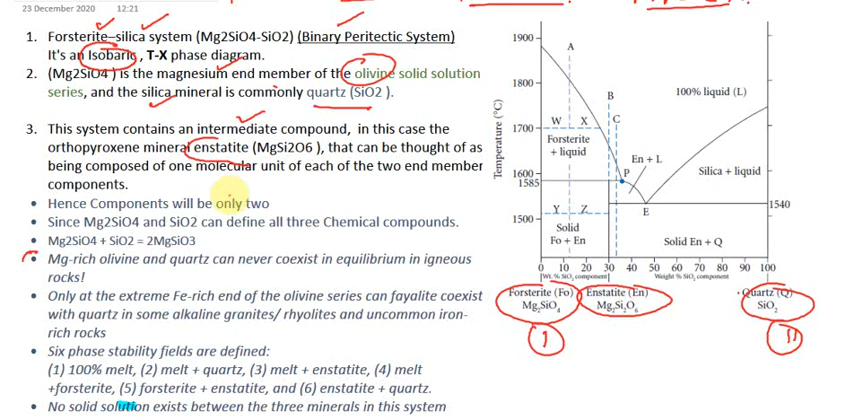 23 December 2020 12:21
1. Forsterite–silica system (Mg2SiO4-SiO2) (Binary Peritectic System)
It's an Isobaric , T-X phase diagram.
2. (Mg2SiO4 ) is the magnesium end member of the olivine solid solution
series, and the silica mineral is commonly quartz (SiO2 ).
3. This system contains an intermediate compound, in this case the
orthopyroxene mineral enstatite (MgSi2O6 ), that can be thought of as
being composed of one molecular unit of each of the two end member
components.
• Hence Components will be only two
• Since Mg2SiO4 and SiO2 can define all three Chemical compounds.
• Mg2SiO4 + SiO2 = 2MgSiO3
• Mg-rich olivine and quartz can never coexist in equilibrium in igneous
rocks!
• Only at the extreme Fe-rich end of the olivine series can fayalite coexist
with quartz in some alkaline granites/ rhyolites and uncommon iron-
rich rocks
• Six phase stability fields are defined:
(1) 100% melt, (2) melt + quartz, (3) melt + enstatite, (4) melt
+forsterite, (5) forsterite + enstatite, and (6) enstatite + quartz.
• No solid solution exists between the three minerals in this system
Temperature (°C)
1900
1800
1700
1600
1585
1500
A
B
C
100% liquid (L)
W X
Forsterite
+ liquid
En + L
P
Silica + liquid
Y Z
E
1540
Solid
Fo + En
Solid En + Q
0 10 20 30 40 50 60 70 80 90 100
[Wt. % SiO2 component] Weight % SiO2 component
Forsterite (Fo) Enstatite (En) Quartz (Q)
Mg2SiO4 Mg2Si2O6 SiO2
I II